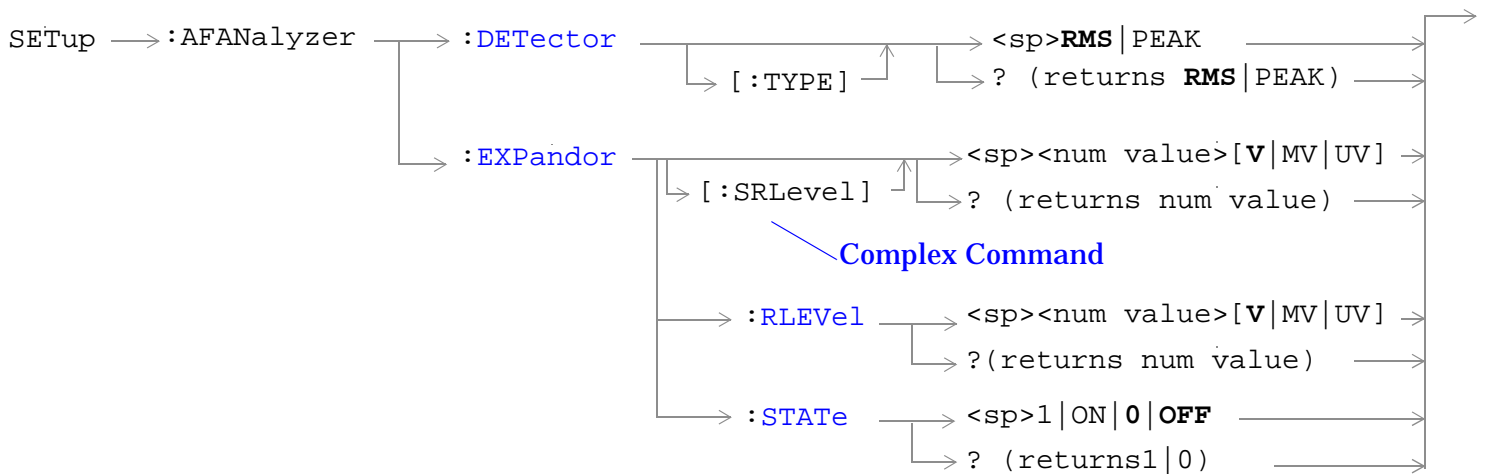 SETup :AFANalyzer :DETector <sp>RMS|PEAK
[:TYPE] ? (returns RMS|PEAK)
:EXPandor <sp><num value>[V|MV|UV]
[:SRLevel] ? (returns num value)
Complex Command
:RLEVel <sp><num value>[V|MV|UV]
?(returns num value)
:STATe <sp>1|ON|0|OFF
? (returns1|0)